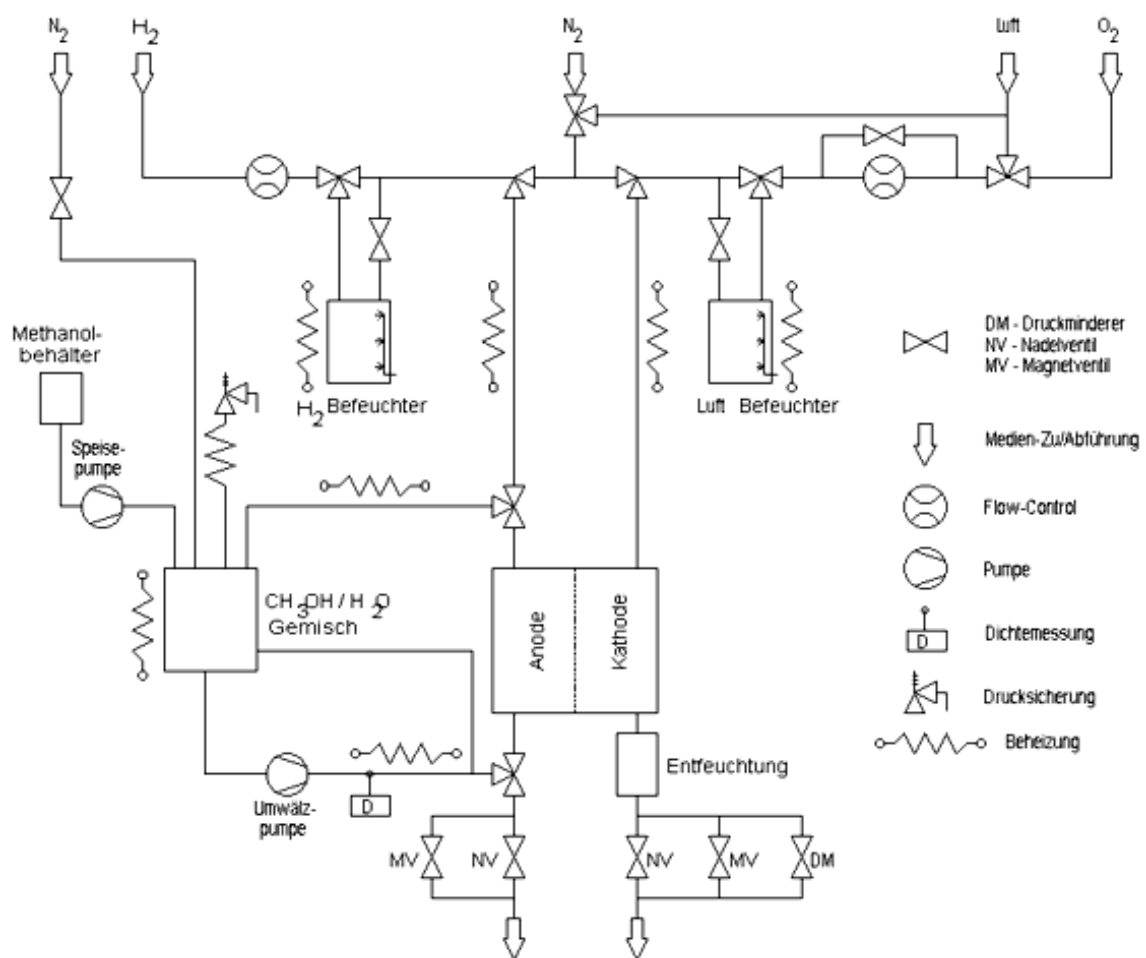 N2
H2
N2
Luft
O2
Methanol-
behälter
Speise-
pumpe
H2 Befeuchter
Luft Befeuchter
DM - Druckminderer
NV - Nadelventil
MV - Magnetventil
Medien-Zu/Abführung
Flow-Control
Pumpe
D
Dichtemessung
Drucksicherung
Beheizung
CH3OH / H2O
Gemisch
Anode
Kathode
Entfeuchtung
Umwälz-
pumpe
D
MV
NV
NV
MV
DM